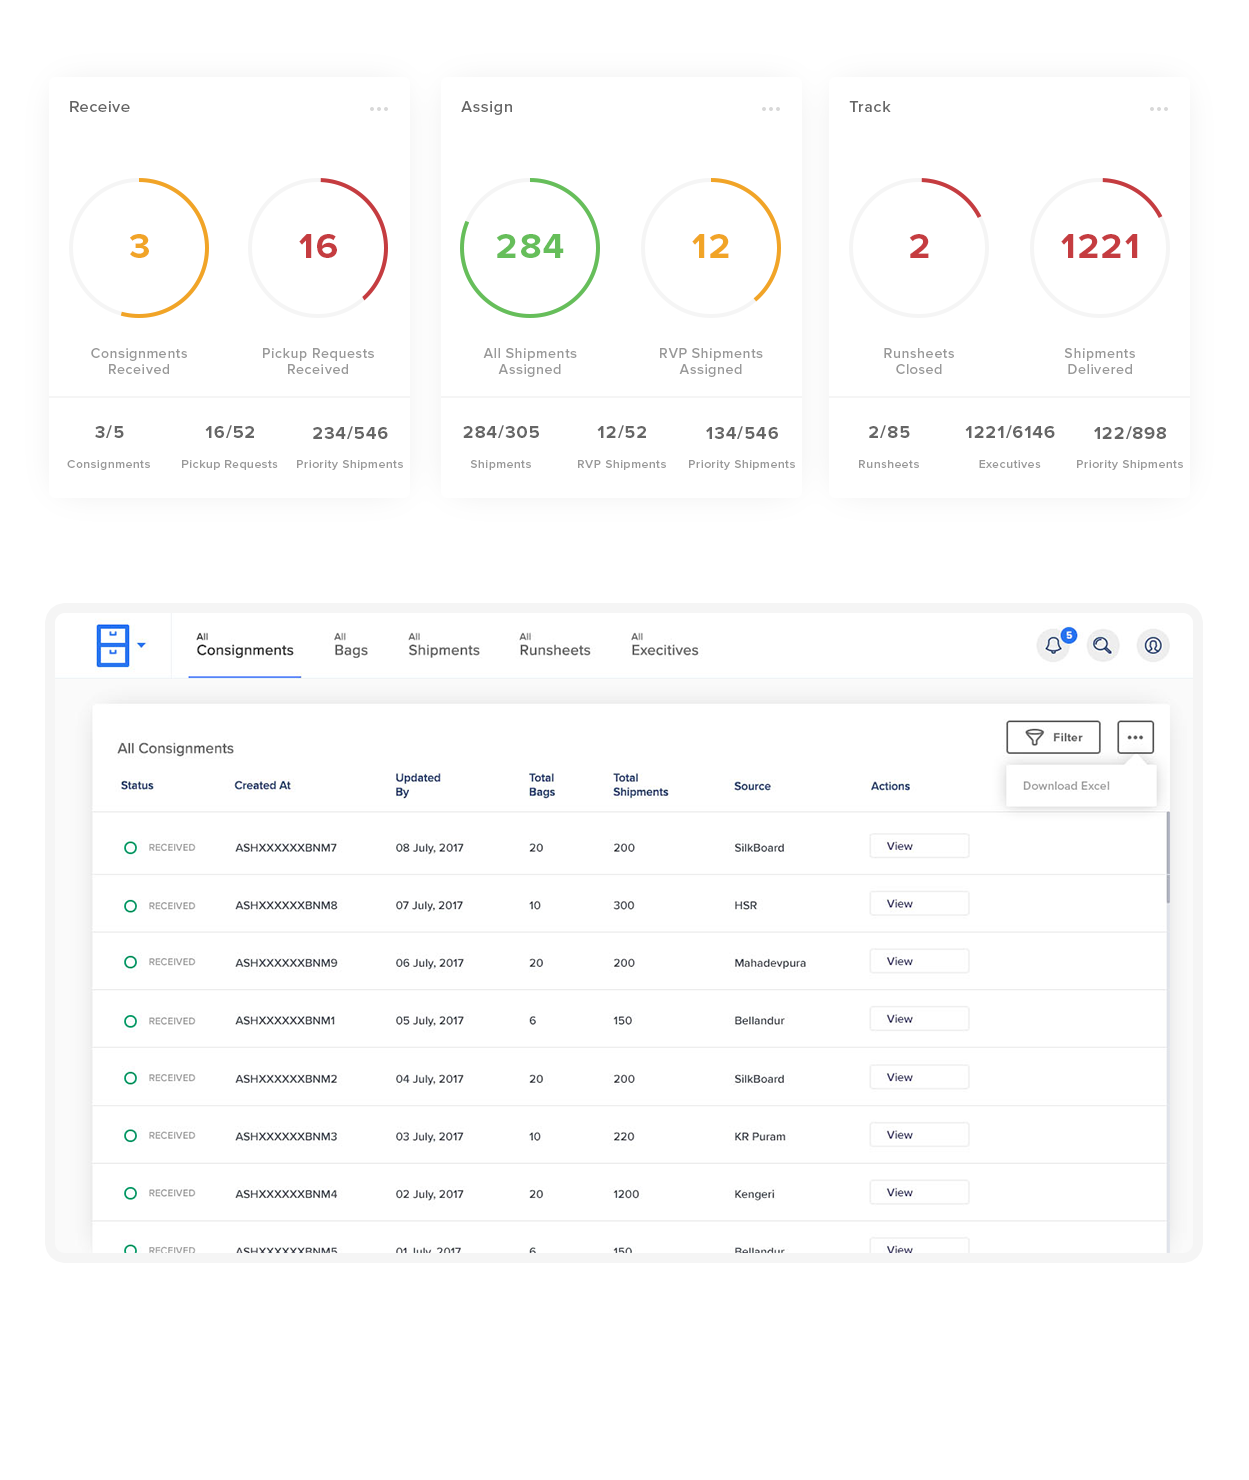 Receive
3
16
Consignments
Received
Pickup Requests
Received
3/5
16/52
234/546
Consignments
Pickup Requests
Priority Shipments
Assign
284
12
All Shipments
Assigned
RVP Shipments
Assigned
284/305
12/52
134/546
Shipments
RVP Shipments
Priority Shipments
Track
2
1221
Runsheets
Closed
Shipments
Delivered
2/85
1221/6146
122/898
Runsheets
Executives
Priority Shipments
All
Consignments
All
Bags
All
Shipments
All
Runsheets
All
Execitives
5
All Consignments
Filter
Download Excel
Status
Created At
Updated
By
Total
Bags
Total
Shipments
Source
Actions
RECEIVED ASHXXXXXXBNM7 08 July, 2017 20 200 SilkBoard View
RECEIVED ASHXXXXXXBNM8 07 July, 2017 10 300 HSR View
RECEIVED ASHXXXXXXBNM9 06 July, 2017 20 200 Mahadevpura View
RECEIVED ASHXXXXXXBNM1 05 July, 2017 6 150 Bellandur View
RECEIVED ASHXXXXXXBNM2 04 July, 2017 20 200 SilkBoard View
RECEIVED ASHXXXXXXBNM3 03 July, 2017 10 220 KR Puram View
RECEIVED ASHXXXXXXBNM4 02 July, 2017 20 1200 Kengeri View
RECEIVED ASHXXXXXXBNM5 01 July, 2017 6 150 Bellandur View